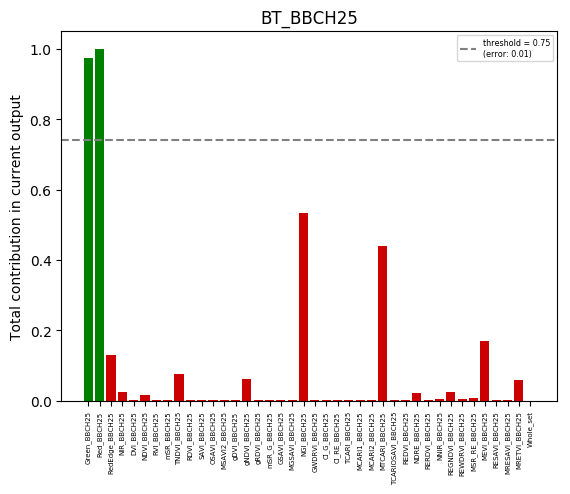 BT_BBCH25
threshold = 0.75
(error: 0.01)
Total contribution in current output
1.0
0.8
0.6
0.4
0.2
0.0
Green_BBCH25
Red_BBCH25
RedEdge_BBCH25
NIR_BBCH25
DVI_BBCH25
NDVI_BBCH25
RVI_BBCH25
mSR_BBCH25
TNDVI_BBCH25
RDVI_BBCH25
SAVI_BBCH25
OSAVI_BBCH25
MSAVI2_BBCH25
gDVI_BBCH25
gNDVI_BBCH25
gRDVI_BBCH25
mSR_G_BBCH25
GSAVI_BBCH25
MGSAVI_BBCH25
NGI_BBCH25
GWDRVI_BBCH25
CI_G_BBCH25
CI_RE_BBCH25
TCARI_BBCH25
MCARI1_BBCH25
MCARI2_BBCH25
MTCARI_BBCH25
TCARIOSAVI_BBCH25
REDVI_BBCH25
NDRE_BBCH25
RERDVI_BBCH25
NNIR_BBCH25
REGNDVI_BBCH25
REWDRVI_BBCH25
MSR_RE_BBCH25
MEVI_BBCH25
RESAVI_BBCH25
MRESAVI_BBCH25
MRETVI_BBCH25
Whole_set